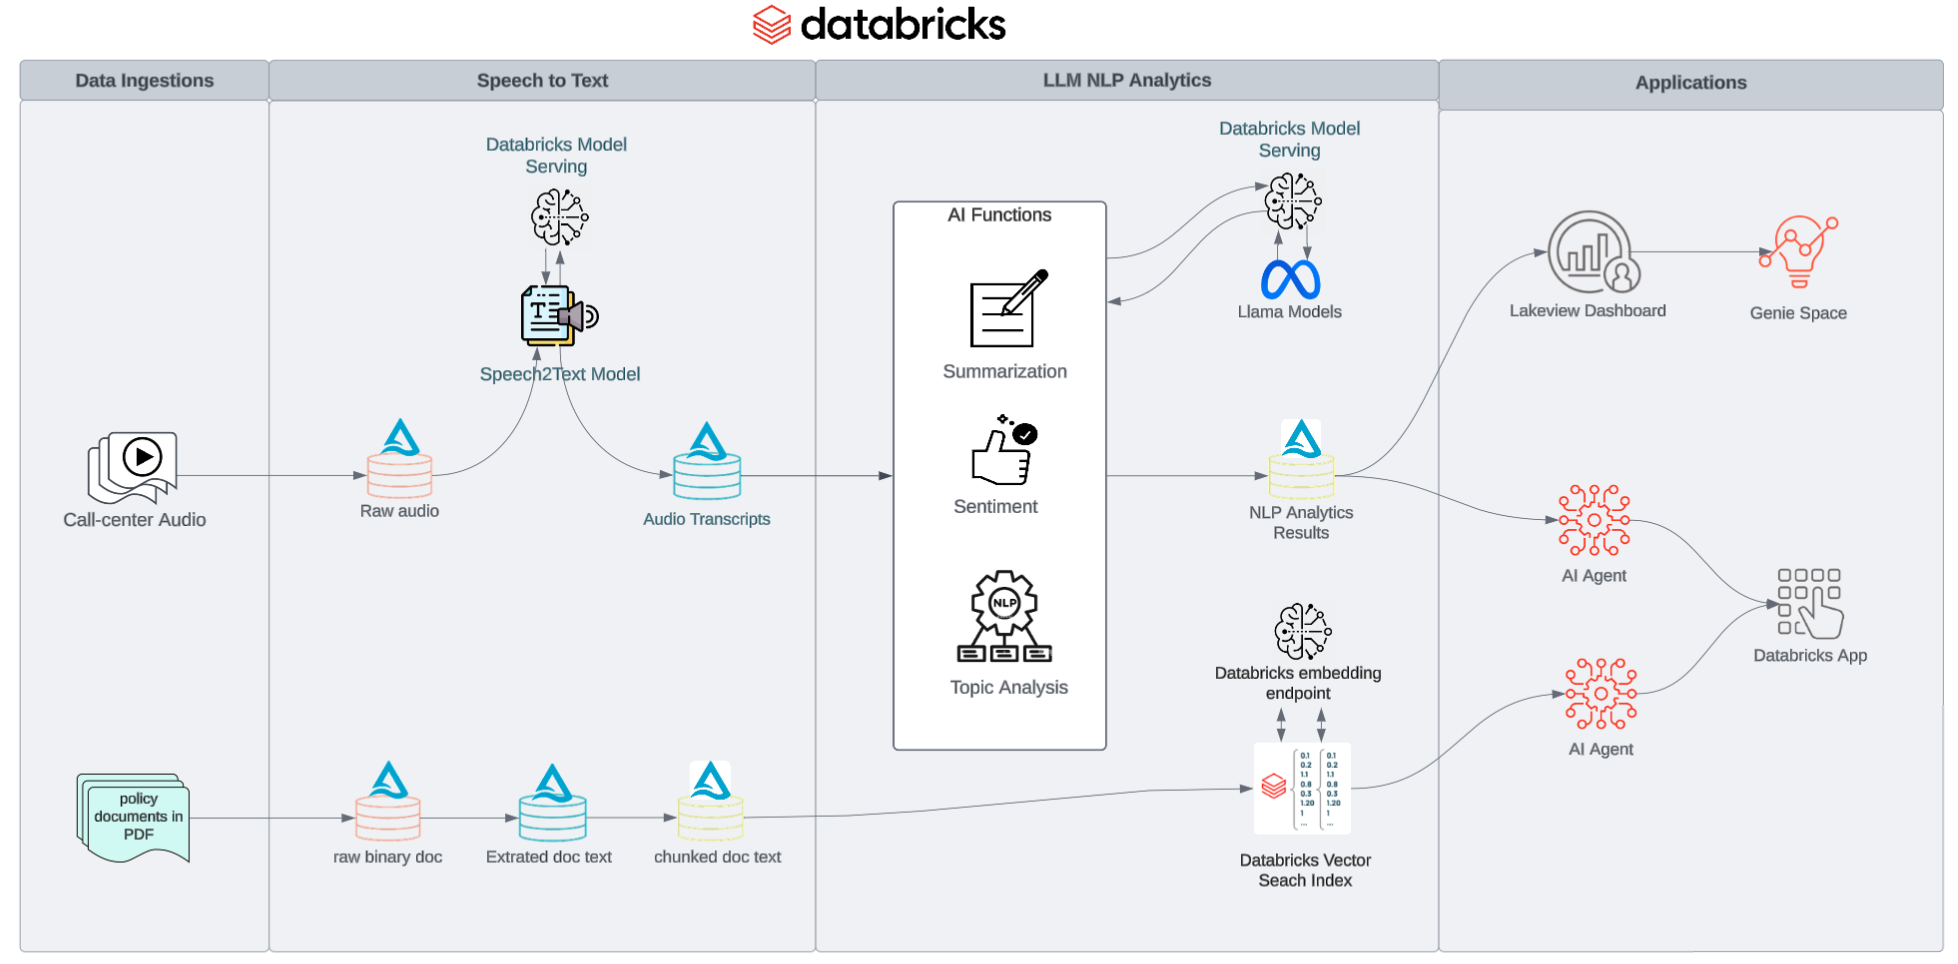 databricks
Data Ingestions
Speech to Text
LLM NLP Analytics
Applications
Databricks Model
Serving
Speech2Text Model
Call-center Audio
Raw audio
Audio Transcripts
AI Functions
Summarization
Sentiment
NLP
Topic Analysis
Databricks Model
Serving
Llama Models
NLP Analytics
Results
Lakeview Dashboard
Genie Space
AI Agent
AI Agent
Databricks App
policy
documents in
PDF
raw binary doc
Extrated doc text
chunked doc text
Databricks embedding
endpoint
0.1 0.1
0.2 0.2
1.1 1.1
0.8 0.8
0.3 0.3
1.20 1.20
1 1
... ...
Databricks Vector
Seach Index